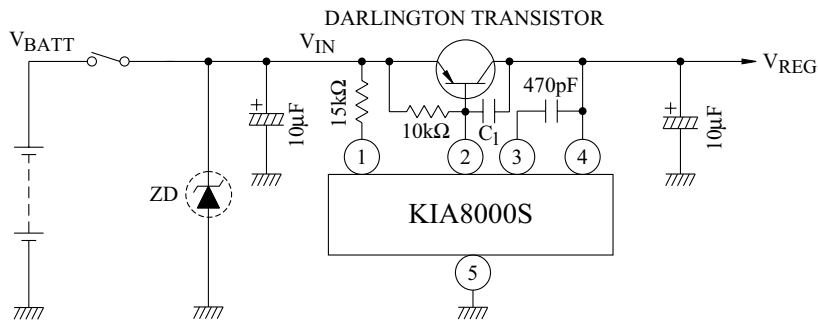 DARLINGTON TRANSISTOR
VBATT
VIN
VREG
+
10μF
15kΩ
10kΩ
C1
470pF
+
10μF
ZD
1
2
3
4
KIA8000S
5